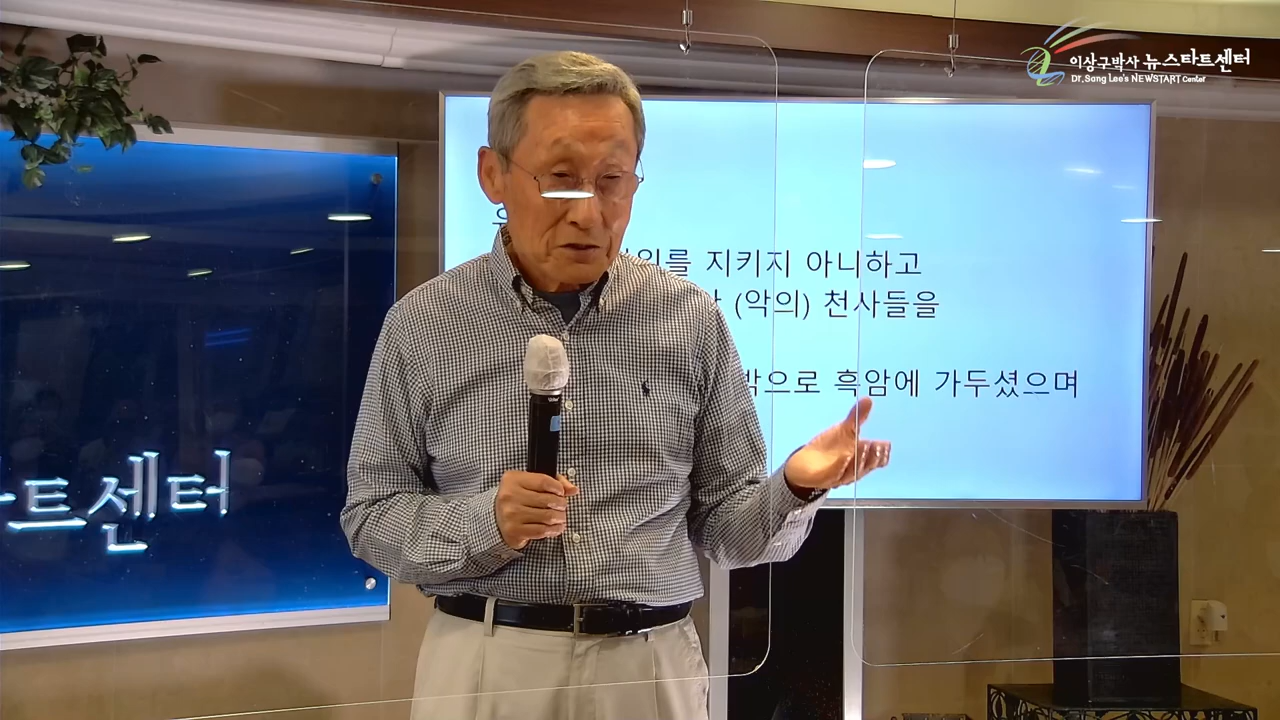 이상구박사 뉴스타트센터
Dr. Sang Lee's NEWSTART Center
지키지 아니하고
(악의) 천사들을
밖으로 흑암에 가두셨으며
트센터